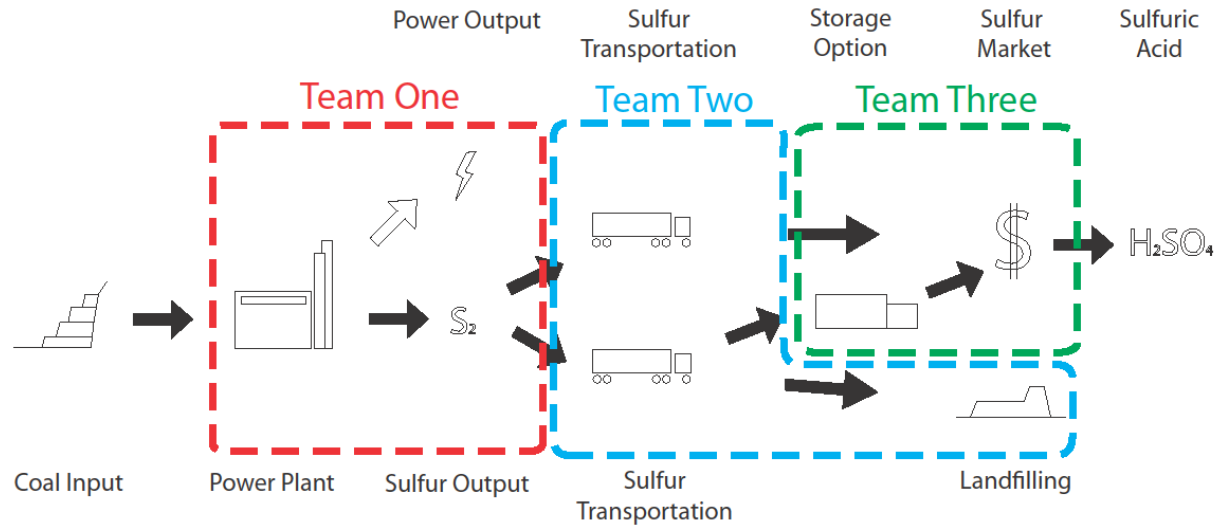 Power Output
Sulfur
Transportation
Storage
Option
Sulfur
Market
Sulfuric
Acid
Team One
Team Two
Team Three
S₂
$
H₂SO₄
Coal Input
Power Plant
Sulfur Output
Sulfur
Transportation
Landfilling